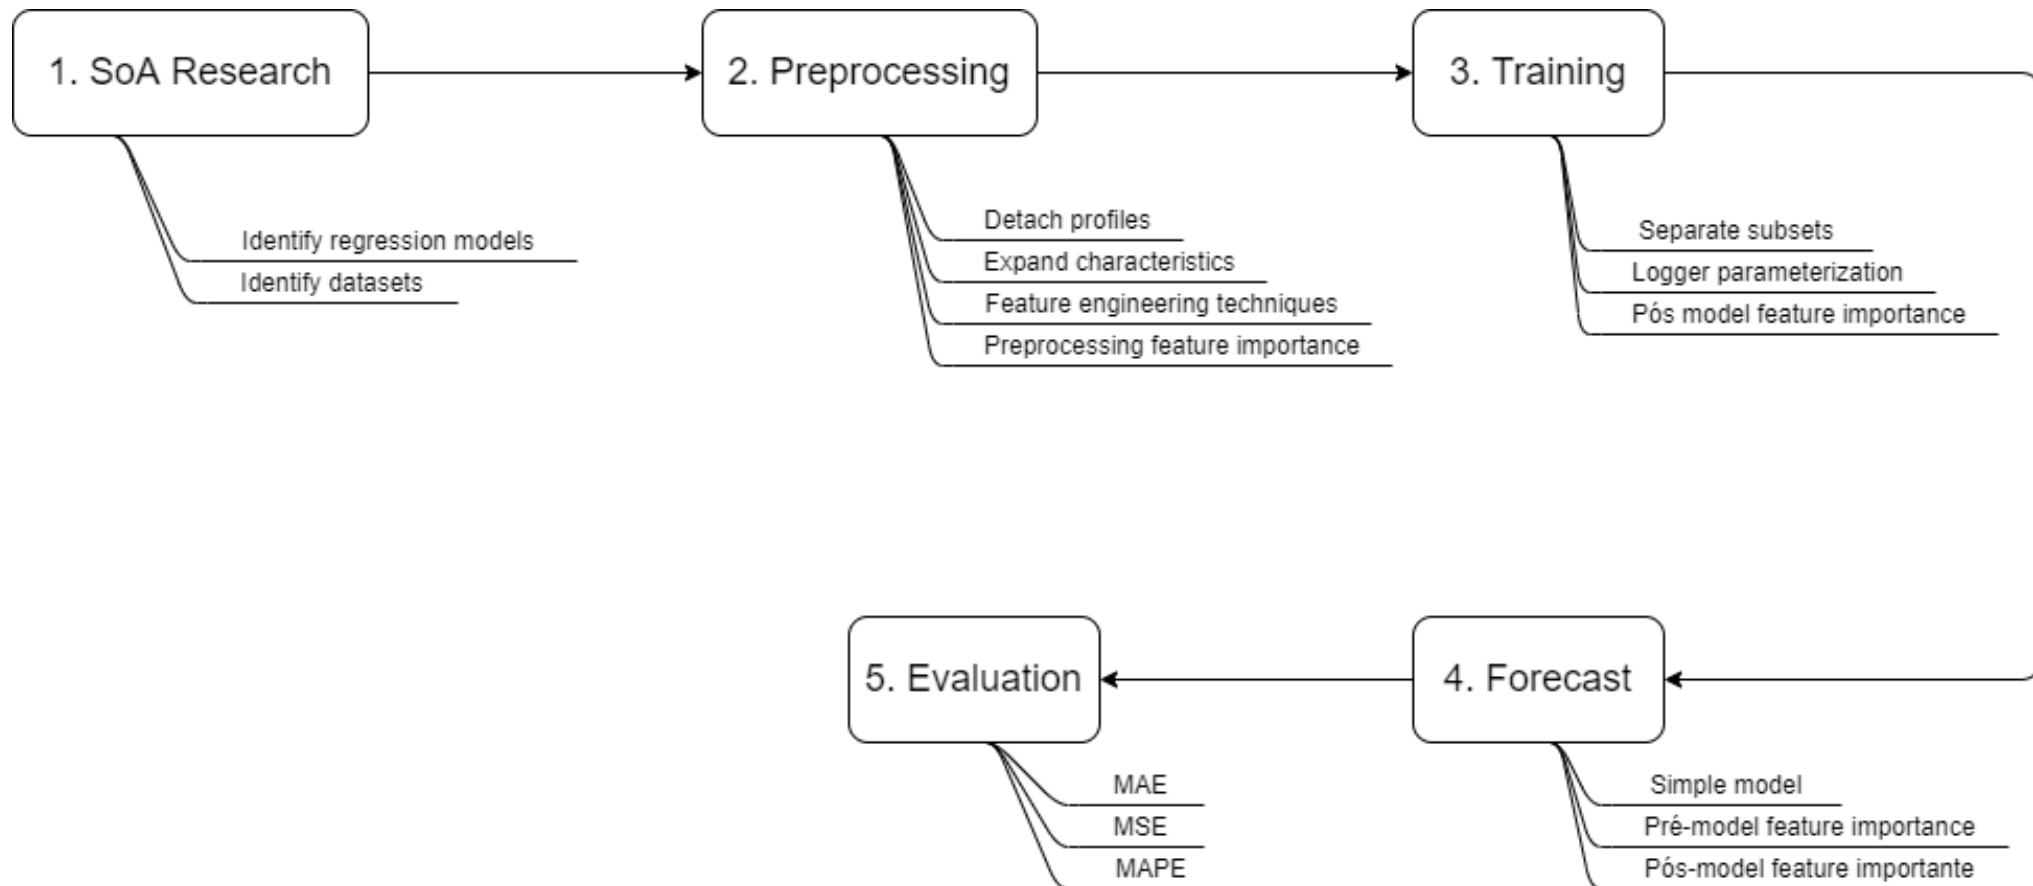 1. SoA Research
Identify regression models
Identify datasets
2. Preprocessing
Detach profiles
Expand characteristics
Feature engineering techniques
Preprocessing feature importance
3. Training
Separate subsets
Logger parameterization
Pós model feature importance
4. Forecast
Simple model
Pré-model feature importance
Pós-model feature importante
5. Evaluation
MAE
MSE
MAPE